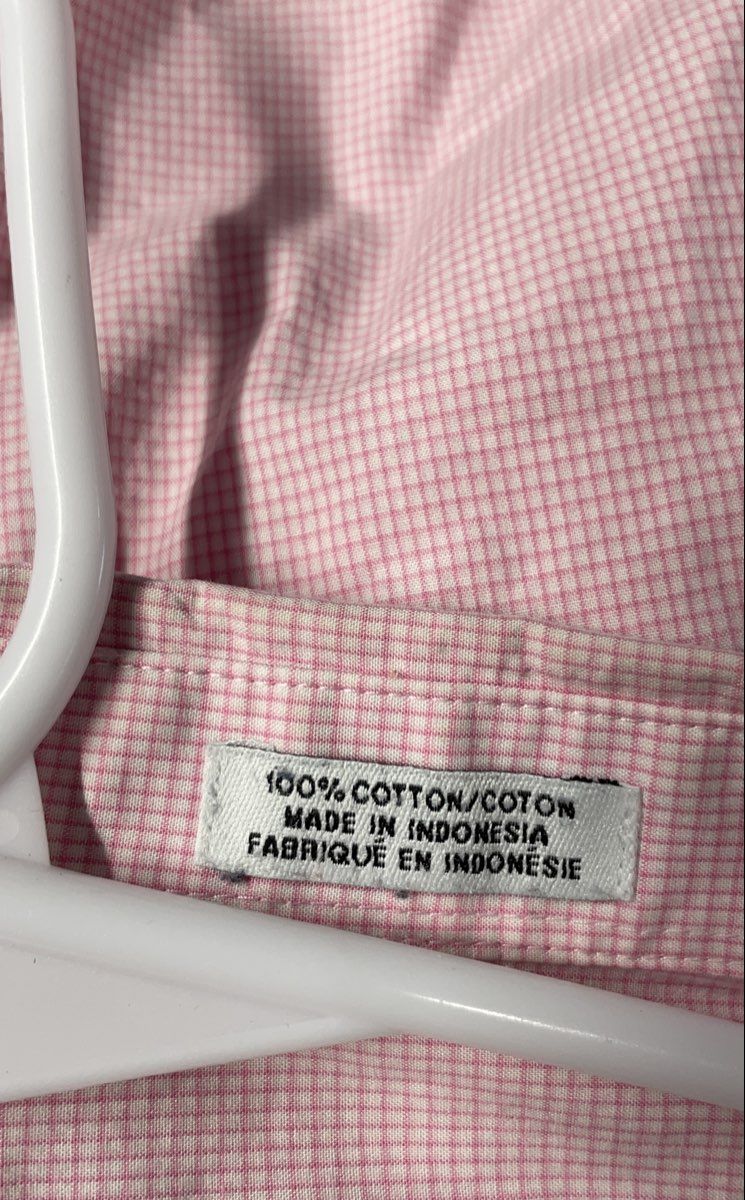 100% COTTON/COTON
MADE IN INDONESIA
FABRIQUÉ EN INDONÉSIE